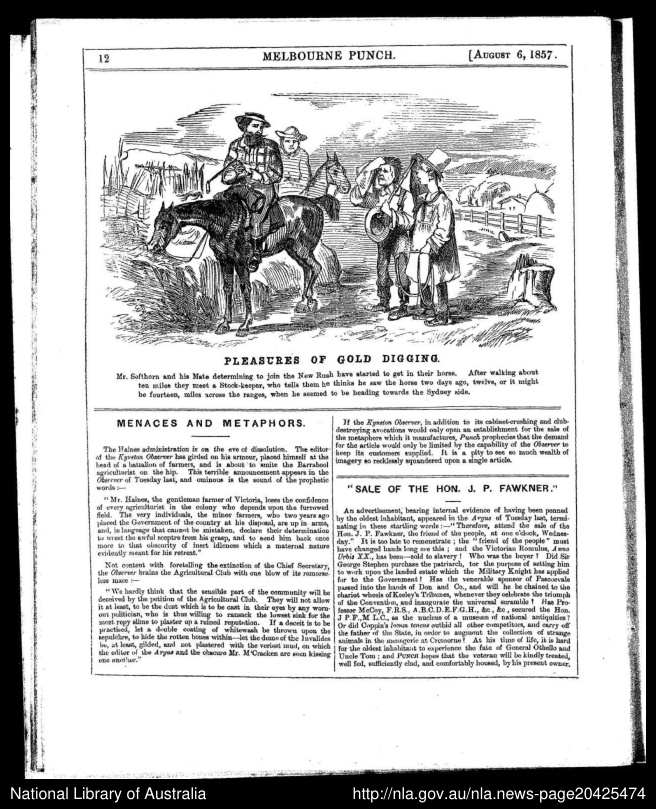 12
MELBOURNE PUNCH.
[AUGUST 6, 1857.
PLEASURES OF GOLD DIGGING.
Mr. Softhorn and his Mate determining to join the New Rush have started to get in their horse. After walking about
ten miles they meet a Stock-keeper, who tells them he thinks he saw the horse two days ago, twelve, or it might
be fourteen, miles across the ranges, when he seemed to be heading towards the Sydney side.
MENACES AND METAPHORS.
The Haines administration is on the eve of dissolution. The editor
of the Kyneton Observer has girded on his armour, placed himself at the
head of a battalion of farmers, and is about to smite the Barrabool
agriculturist on the hip. This terrible announcement appears in the
Observer of Tuesday last, and ominous is the sound of the prophetic
words :—
"Mr. Haines, the gentleman farmer of Victoria, loses the confidence
of every agriculturist in the colony who depends upon the furrowed
field. The very individuals, the minor farmers, who two years ago
placed the Government of the country at his disposal, are up in arms,
and, in language that cannot be mistaken, declare their determination
to wrest the awful sceptre from his grasp, and to send him back once
more to that obscurity of inert idleness which a maternal nature
evidently meant for his retreat."
Not content with foretelling the extinction of the Chief Secretary,
the Observer brains the Agricultural Club with one blow of its remorse-
less mace :—
"We hardly think that the sensible part of the community will be
deceived by the petition of the Agricultural Club. They will not allow
it at least, to be the dust which is to be cast in their eyes by any worn-
out politician, who is thus willing to ransack the lowest sink for the
most ropy slime to plaster up a ruined reputation. If a deceit is to be
practised, let a double coating of whitewash be thrown upon the
sepulchre, to hide the rotten bones within—let the dome of the Invalides
be, at least, gilded, and not plastered with the veriest mud, on which
the editor of the Argus and the obscure Mr. M'Cracken are seen kissing
one another."
If the Kyneton Observer, in addition to its cabinet-crushing and club-
destroying avocations would only open an establishment for the sale of
the metaphors which it manufactures, Punch prophecies that the demand
for the article would only be limited by the capability of the Observer to
keep its customers supplied. It is a pity to see so much wealth of
imagery so recklessly squandered upon a single article.
"SALE OF THE HON. J. P. FAWKNER."
An advertisement, bearing internal evidence of having been penned
by the oldest inhabitant, appeared in the Argus of Tuesday last, termi-
nating in these startling words :—"Therefore, attend the sale of the
Hon. J. P. Fawkner, the friend of the people, at one o'clock, Wednes-
day." It is too late to remonstrate ; the "friend of the people" must
have changed hands long ere this ; and the Victorian Romulus, Anno
Urbis XX., has been—sold to slavery ! Who was the buyer ? Did Sir
George Stephen purchase the patriarch, for the purpose of setting him
to work upon the landed estate which the Military Knight has applied
for to the Government ? Has the venerable sponsor of Pascoevale
passed into the hands of Don and Co., and will he be chained to the
chariot wheels of Keeley's Tribunes, whenever they celebrate the triumph
of the Convention, and inaugurate the universal scramble ? Has Pro-
fessor McCoy, F.R.S., A.B.C.D.E.F.G.H., &c., &c., secured the Hon.
J P.F.,M L.C., as the nucleus of a museum of national antiquities ?
Or did Coppin's locum tenens outbid all other competitors, and carry off
the father of the State, in order to augment the collection of strange
animals in the menagerie at Cremorne ? At his time of life, it is hard
for the oldest inhabitant to experience the fate of General Othello and
Uncle Tom ; and PUNCH hopes that the veteran will be kindly treated,
well fed, sufficiently clad, and comfortably housed, by his present owner.
National Library of Australia
http://nla.gov.au/nla.news-page20425474